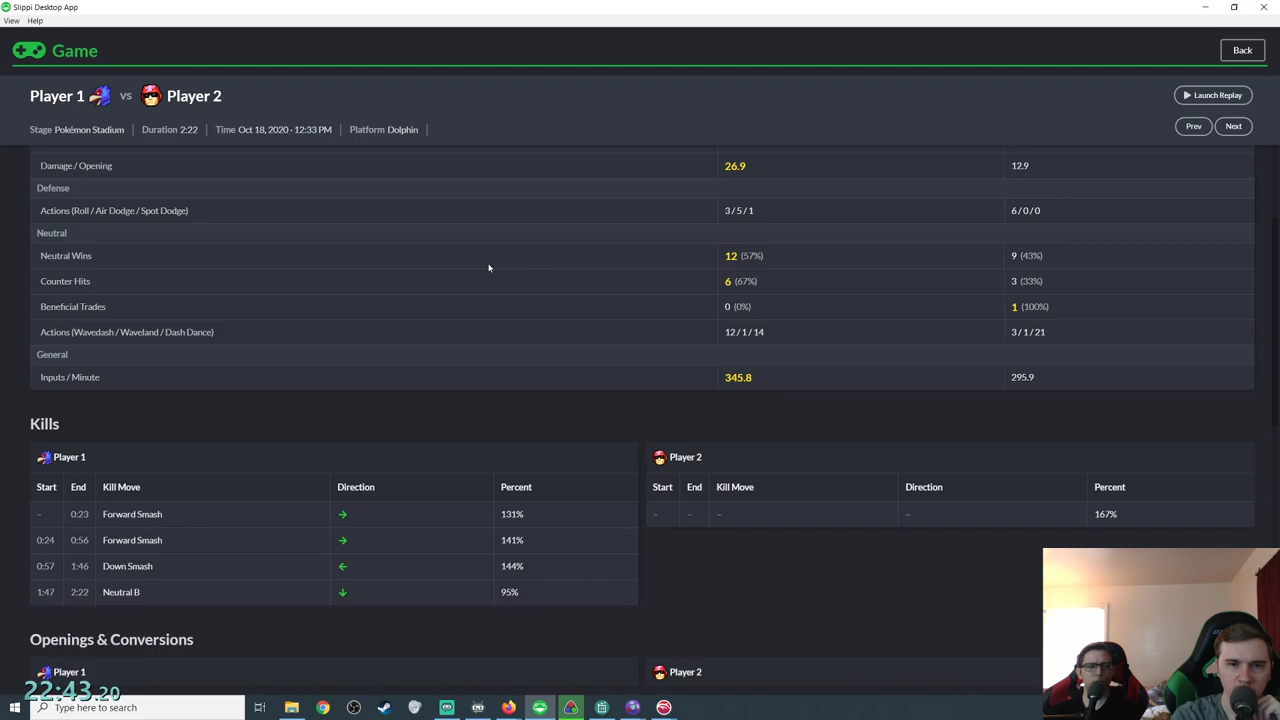 Slippi Desktop App
View Help
Game
Back
Player 1 vs Player 2
Launch Replay
Stage Pokémon Stadium Duration 2:22 Time Oct 18, 2020 · 12:33 PM Platform Dolphin
Prev Next
Damage / Opening 26.9 12.9
Defense
Actions (Roll / Air Dodge / Spot Dodge) 3 / 5 / 1 6 / 0 / 0
Neutral
Neutral Wins 12 (57%) 9 (43%)
Counter Hits 6 (67%) 3 (33%)
Beneficial Trades 0 (0%) 1 (100%)
Actions (Wavedash / Waveland / Dash Dance) 12 / 1 / 14 3 / 1 / 21
General
Inputs / Minute 345.8 295.9
Kills
Player 1
Start End Kill Move Direction Percent
– 0:23 Forward Smash → 131%
0:24 0:56 Forward Smash → 141%
0:57 1:46 Down Smash ← 144%
1:47 2:22 Neutral B ↓ 95%
Player 2
Start End Kill Move Direction Percent
– – – – 167%
Openings & Conversions
Player 1
Player 2
22:43.20
Type here to search